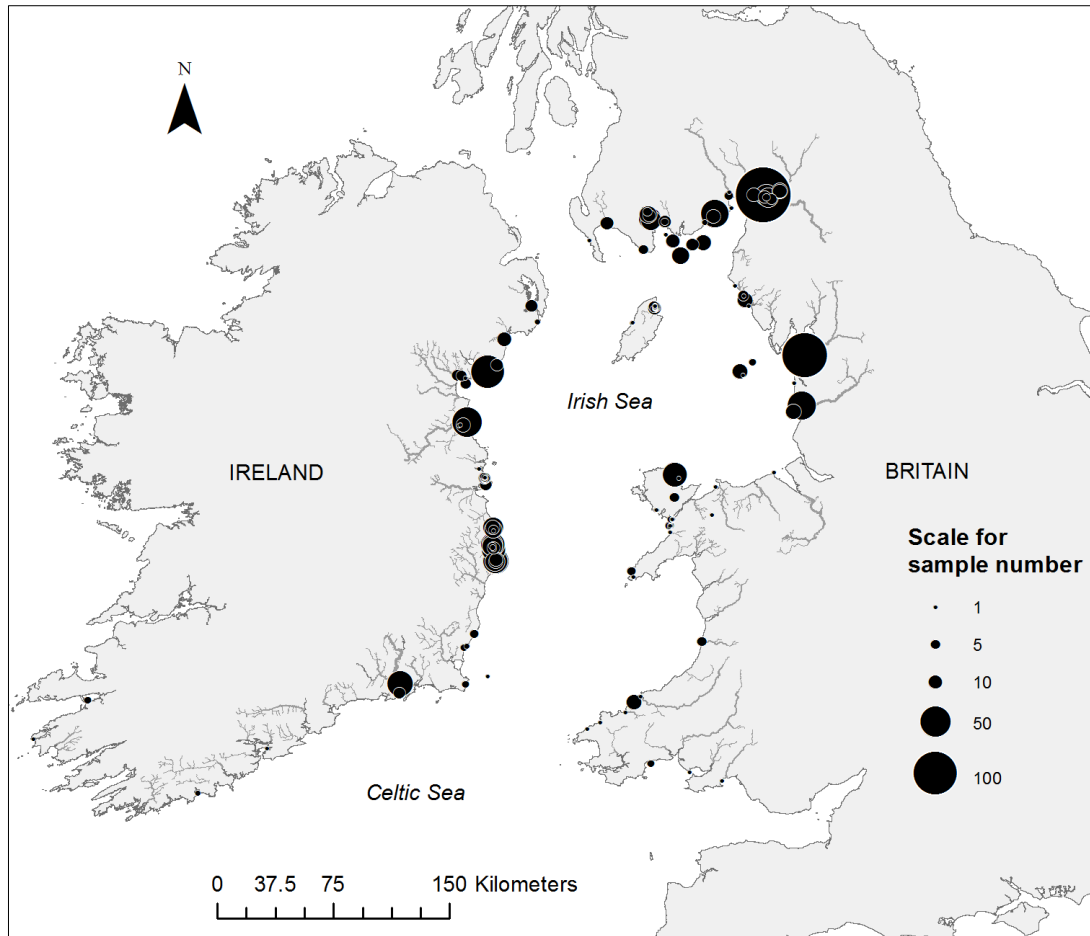 N
Irish Sea
IRELAND
BRITAIN
Scale for
sample number
1
5
10
50
100
Celtic Sea
0 37.5 75 150 Kilometers